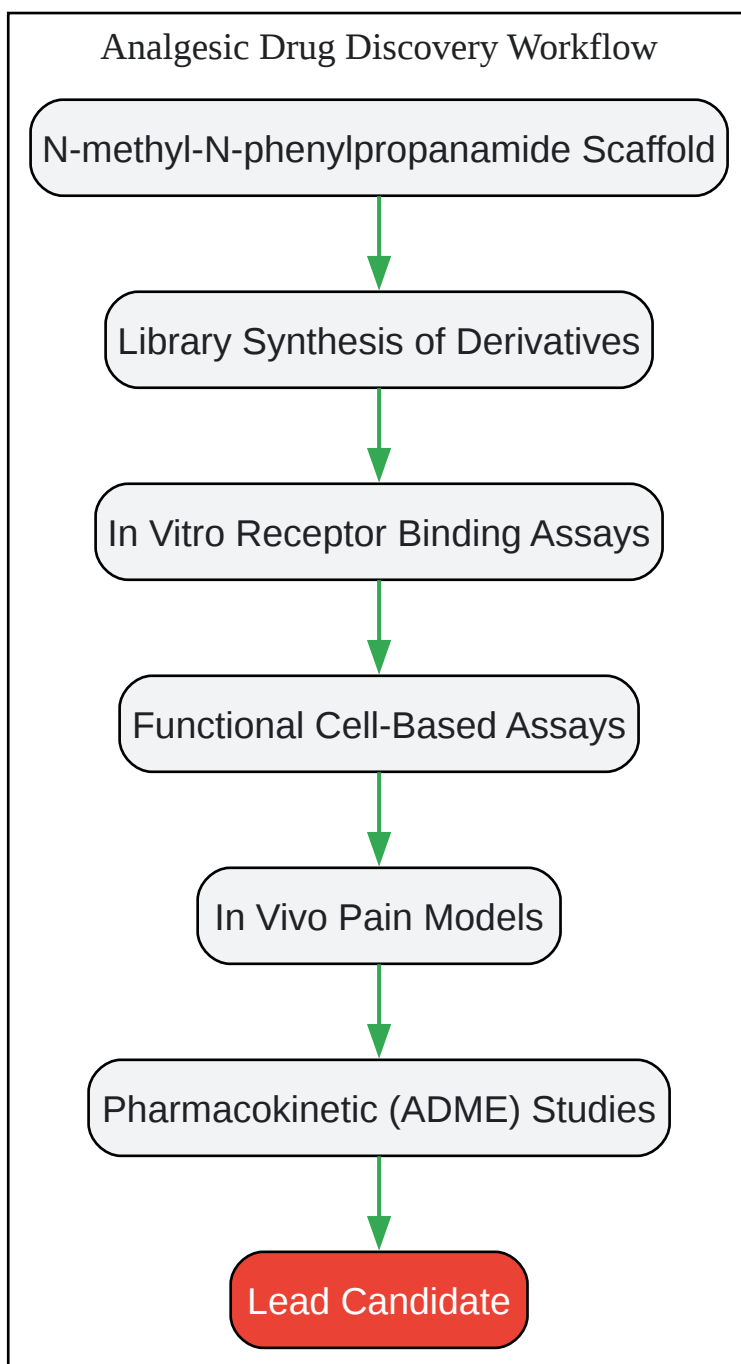 Analgesic Drug Discovery Workflow
N-methyl-N-phenylpropanamide Scaffold
Library Synthesis of Derivatives
In Vitro Receptor Binding Assays
Functional Cell-Based Assays
In Vivo Pain Models
Pharmacokinetic (ADME) Studies
Lead Candidate